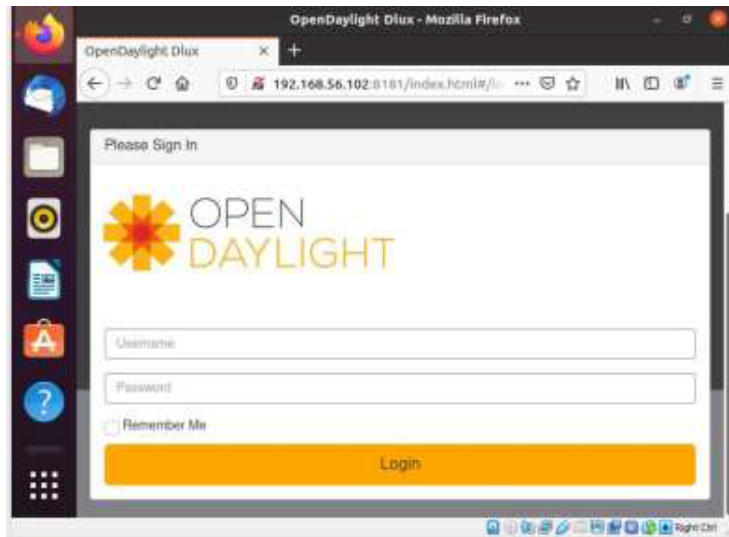 OpenDaylight Dlux - Mozilla Firefox
OpenDaylight Dlux
192.168.56.102:8181/index.html#/lo
Please Sign In
OPEN
DAYLIGHT
Username
Password
Remember Me
Login
Right Ctrl